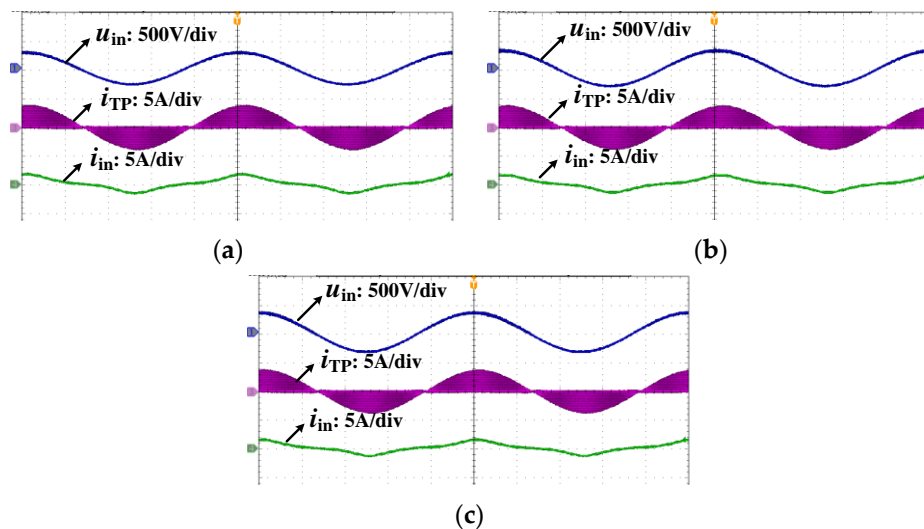 u_in: 500V/div
i_TP: 5A/div
i_in: 5A/div
(a)
u_in: 500V/div
i_TP: 5A/div
i_in: 5A/div
(b)
u_in: 500V/div
i_TP: 5A/div
i_in: 5A/div
(c)